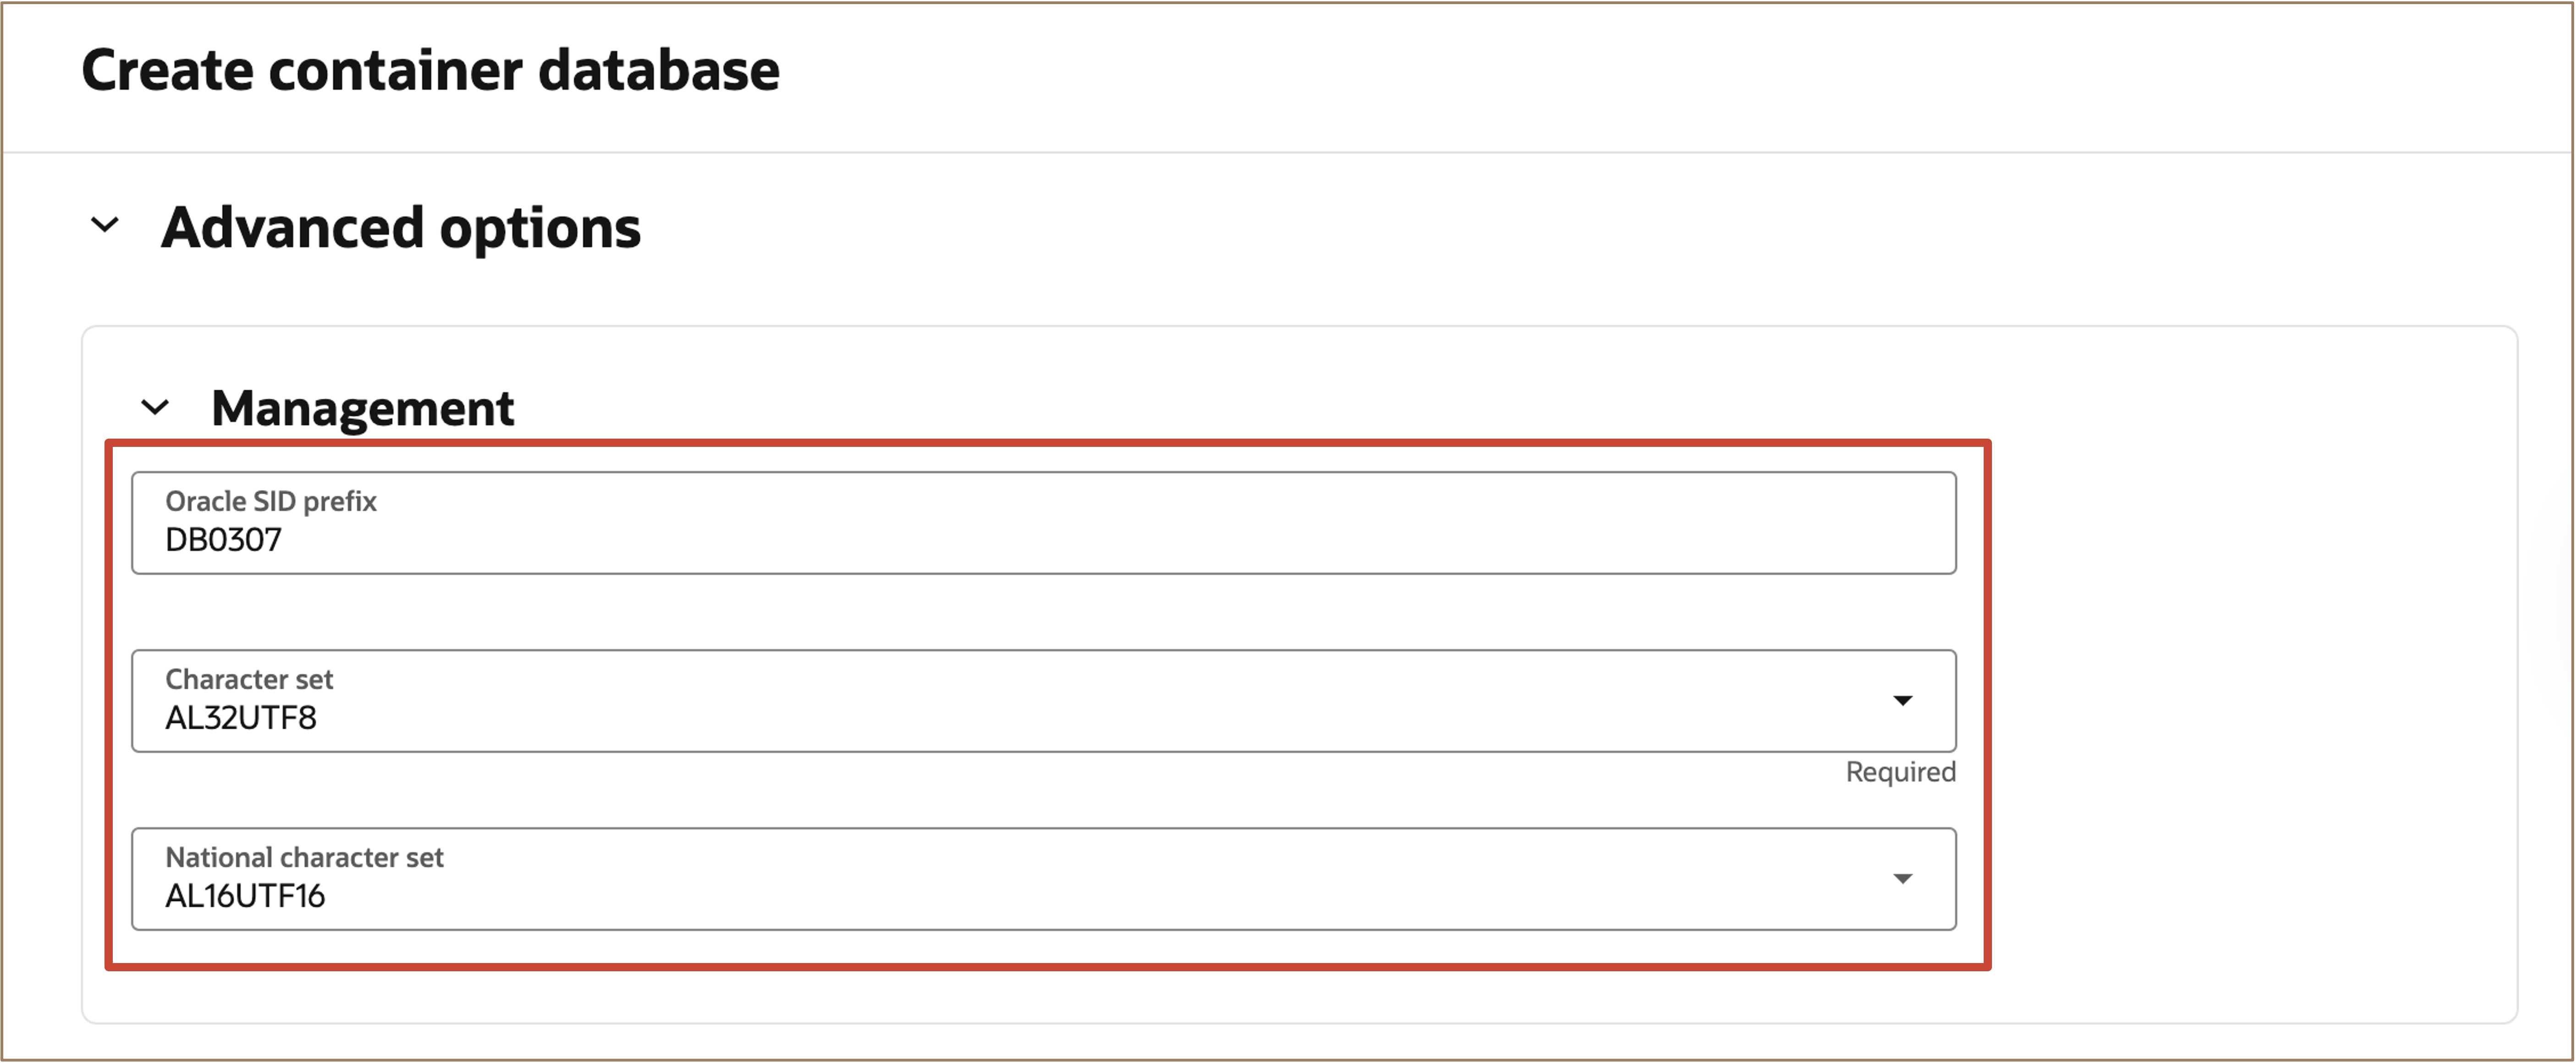 Create container database
Advanced options
Management
Oracle SID prefix
DB0307
Character set
AL32UTF8
Required
National character set
AL16UTF16